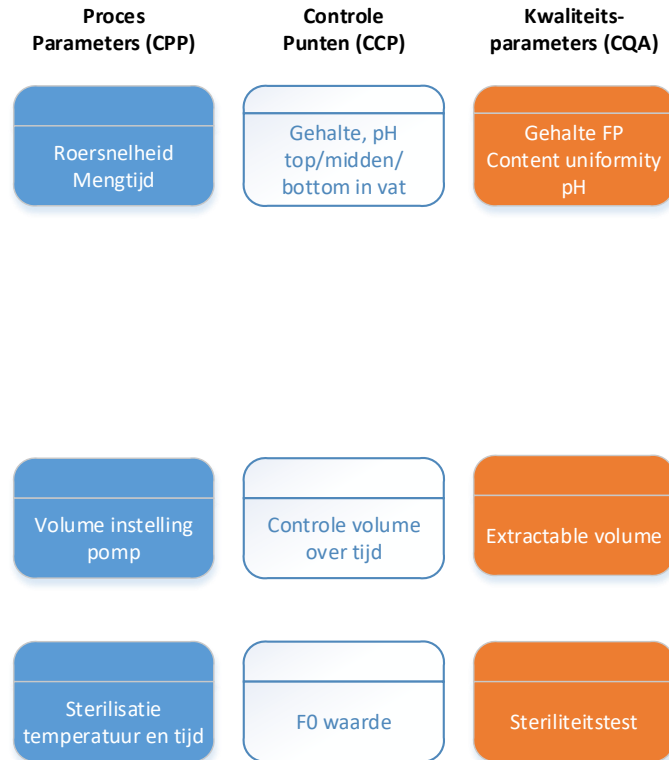 Proces
Parameters (CPP)
Controle
Punten (CCP)
Kwaliteits-
parameters (CQA)
Roersnelheid
Mengtijd
Gehalte, pH
top/midden/
bottom in vat
Gehalte FP
Content uniformity
pH
Volume instelling
pomp
Controle volume
over tijd
Extractable volume
Sterilisatie
temperatuur en tijd
F0 waarde
Steriliteitstest